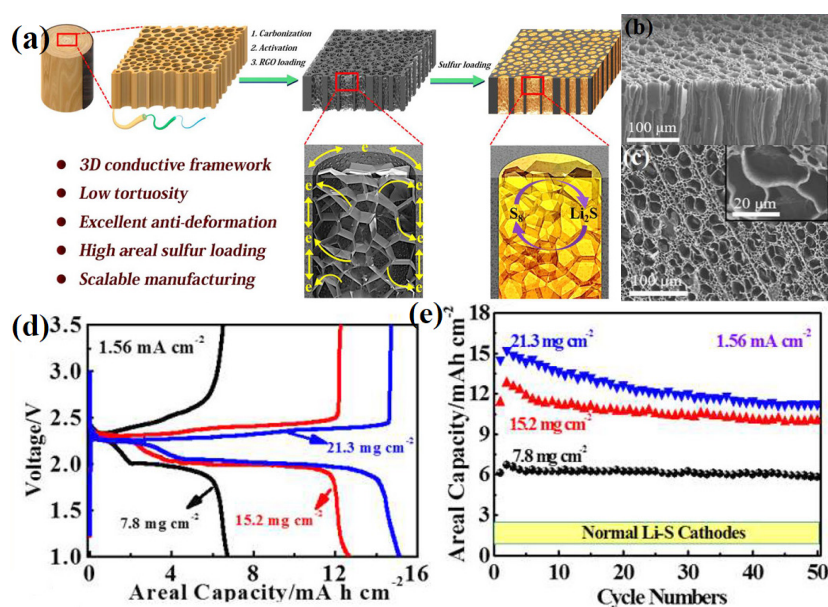 (a)
1. Carbonization
2. Activation
3. RGO loading
Sulfur loading
3D conductive framework
Low tortuosity
Excellent anti-deformation
High areal sulfur loading
Scalable manufacturing
e e
e e
e e
e e
S₈ Li₂S
(b)
100 μm
(c)
20 μm
100 μm
(d)
1.56 mA cm⁻²
21.3 mg cm⁻²
7.8 mg cm⁻²
15.2 mg cm⁻²
3.5
3.0
2.5
2.0
1.5
1.0
Voltage/V
0 4 8 12 16
Areal Capacity/mA h cm⁻²
(e)
21.3 mg cm⁻²
1.56 mA cm⁻²
15.2 mg cm⁻²
7.8 mg cm⁻²
Normal Li-S Cathodes
18
15
12
9
6
3
0
Areal Capacity/mAh cm⁻²
0 10 20 30 40 50
Cycle Numbers